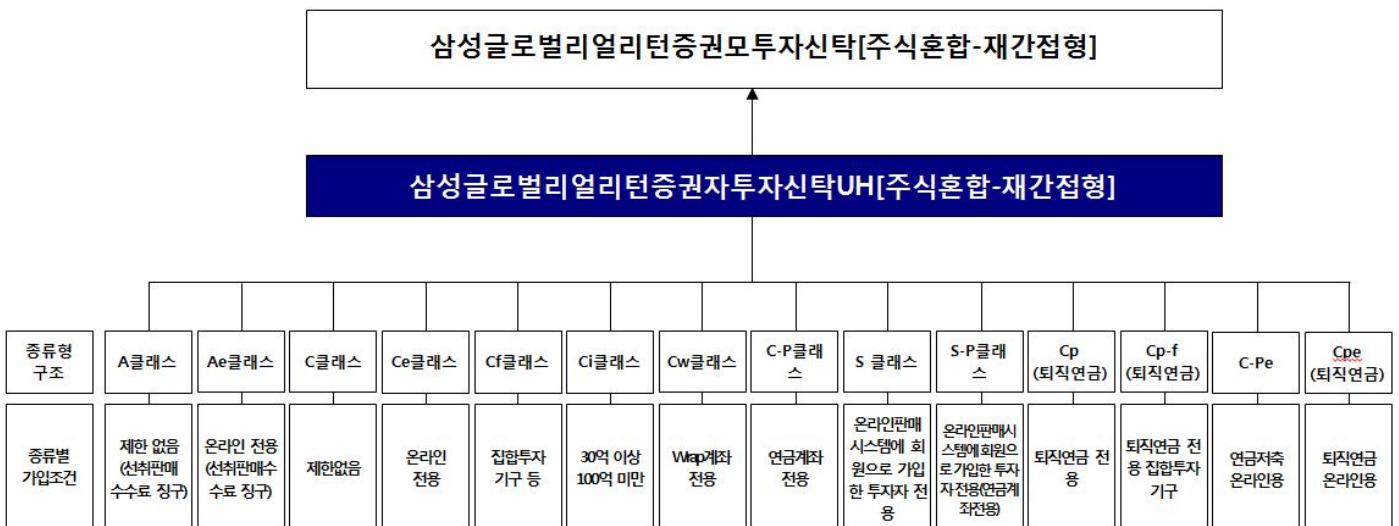 삼성글로벌리얼리턴증권모투자신탁[주식혼합-재간접형]
삼성글로벌리얼리턴증권자투자신탁UH[주식혼합-재간접형]
종류형
구조
A클래스
Ae클래스
C클래스
Ce클래스
Cf클래스
Ci클래스
Cw클래스
C-P클래
스
S 클래스
S-P클래
스
Cp
(퇴직연금)
Cp-f
(퇴직연금)
C-Pe
Cpe
(퇴직연금)
종류별
가입조건
제한 없음
(선취판매
수수료 징구)
온라인 전용
(선취판매수
수료 징구)
제한없음
온라인
전용
집합투자
기구 등
30억 이상
100억 미만
Wrap계좌
전용
연금계좌
전용
온라인판매
시스템에 회
원으로 가입
한 투자자 전
용
온라인판매시
스템에 회원으
로 가입한 투자
자 전용(연금계
좌전용)
퇴직연금 전
용
퇴직연금 전
용 집합투자
기구
연금저축
온라인용
퇴직연금
온라인용